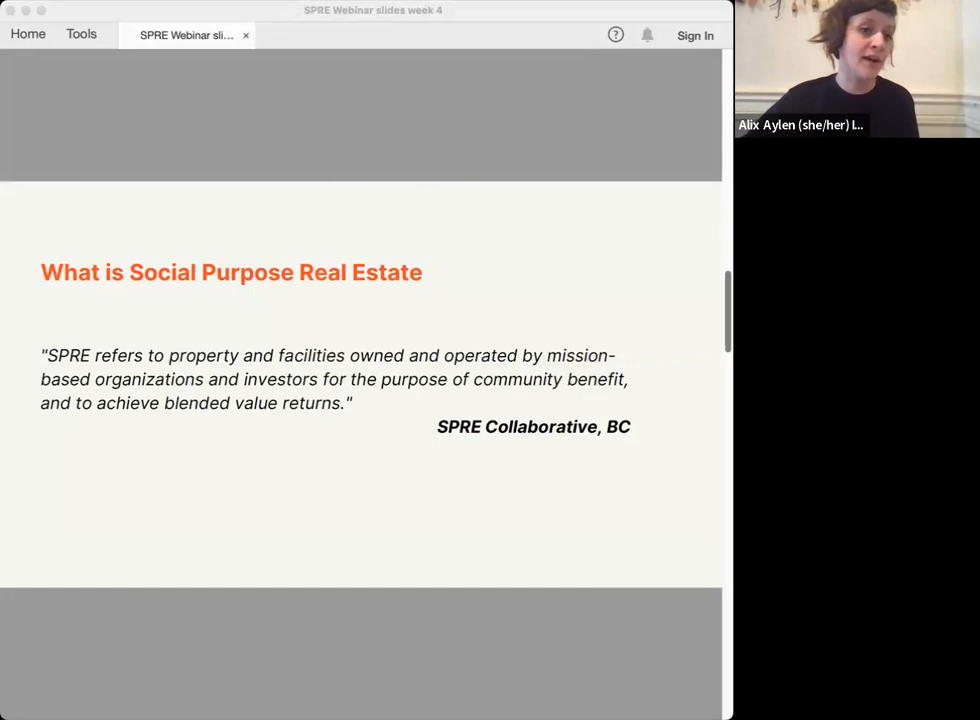 SPRE Webinar slides week 4
Home Tools SPRE Webinar sli... × ? Sign In
Alix Aylen (she/her) I...
What is Social Purpose Real Estate
"SPRE refers to property and facilities owned and operated by mission-
based organizations and investors for the purpose of community benefit,
and to achieve blended value returns."
SPRE Collaborative, BC